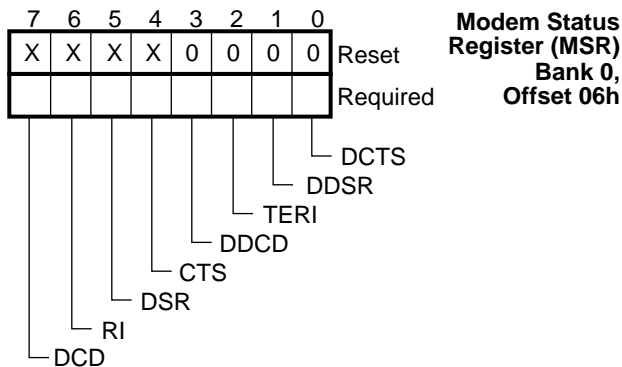 7 6 5 4 3 2 1 0
X X X X 0 0 0 0 Reset
Required
Modem Status
Register (MSR)
Bank 0,
Offset 06h
DCTS
DDSR
TERI
DDCD
CTS
DSR
RI
DCD